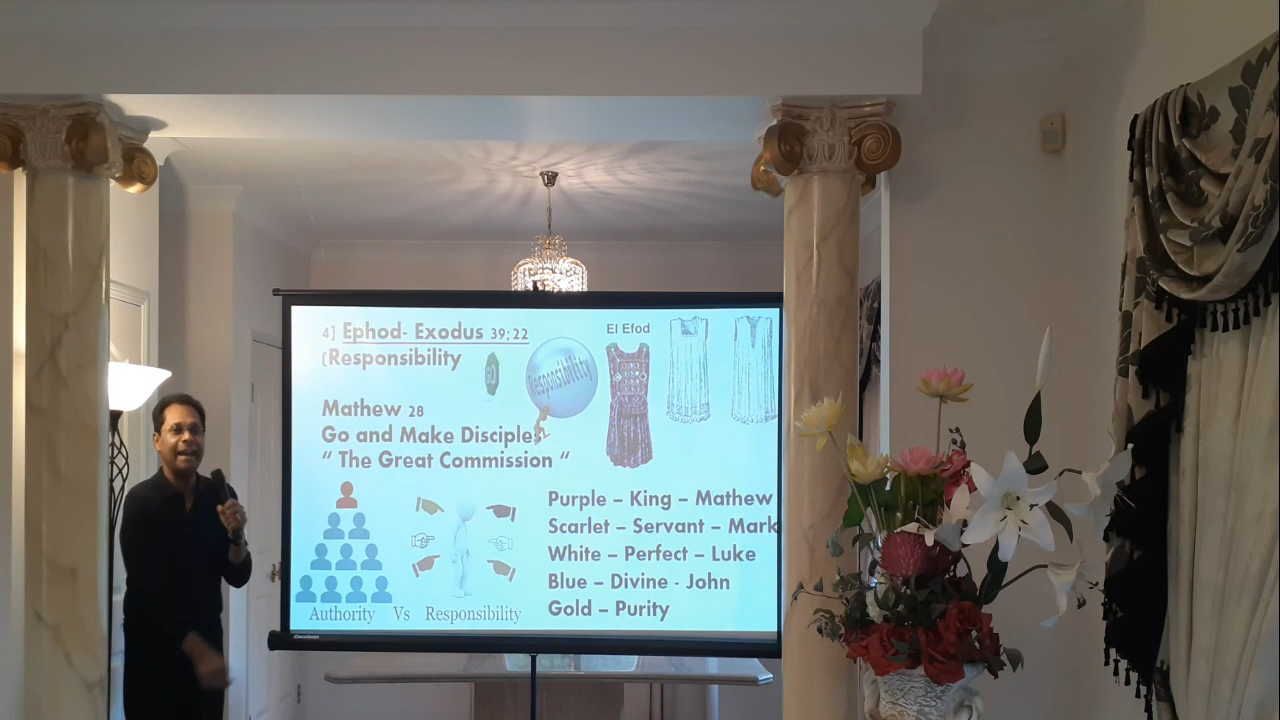 4] Ephod- Exodus 39;22
(Responsibility
El Efod
Responsibility
Mathew 28
Go and Make Disciples
“ The Great Commission “
Purple – King – Mathew
Scarlet – Servant – Mark
White – Perfect – Luke
Blue – Divine - John
Gold – Purity
Authority Vs Responsibility